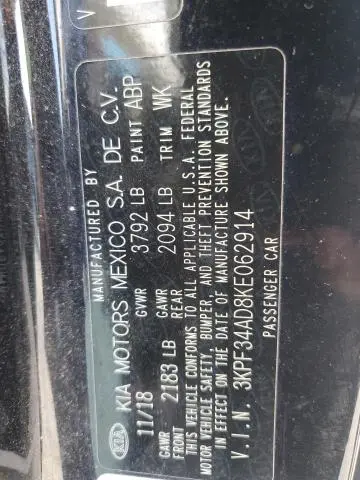 MANUFACTURED BY
KIA KIA MOTORS MEXICO S.A. DE C.V.
11/18 GVWR 3792 LB PAINT ABP
GAWR FRONT 2183 LB GAWR REAR 2094 LB TRIM WK
THIS VEHICLE CONFORMS TO ALL APPLICABLE U.S.A. FEDERAL
MOTOR VEHICLE SAFETY, BUMPER, AND THEFT PREVENTION STANDARDS
IN EFFECT ON THE DATE OF MANUFACTURE SHOWN ABOVE.
V.I.N. 3KPF34AD8KE062914
PASSENGER CAR
V